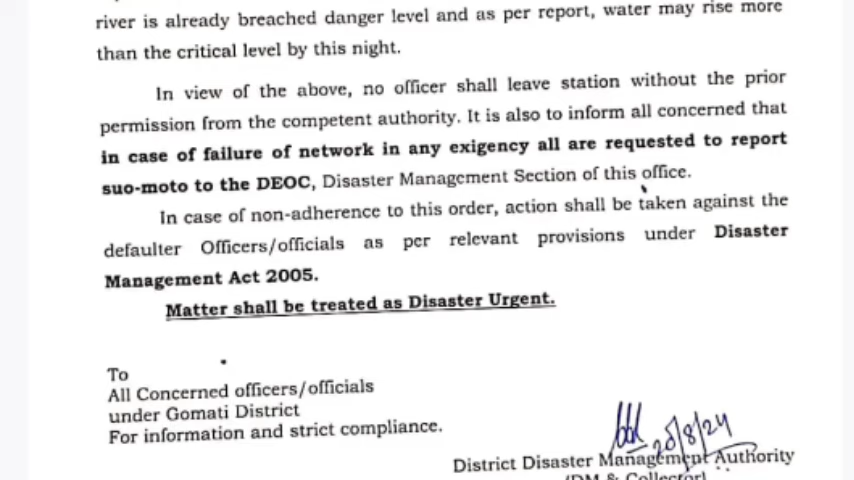 river is already breached danger level and as per report, water may rise more
than the critical level by this night.
In view of the above, no officer shall leave station without the prior
permission from the competent authority. It is also to inform all concerned that
in case of failure of network in any exigency all are requested to report
suo-moto to the DEOC, Disaster Management Section of this office.
In case of non-adherence to this order, action shall be taken against the
defaulter Officers/officials as per relevant provisions under Disaster
Management Act 2005.
Matter shall be treated as Disaster Urgent.
To
All Concerned officers/officials
under Gomati District
For information and strict compliance.
20/8/24
District Disaster Management Authority
(DM & Collector)